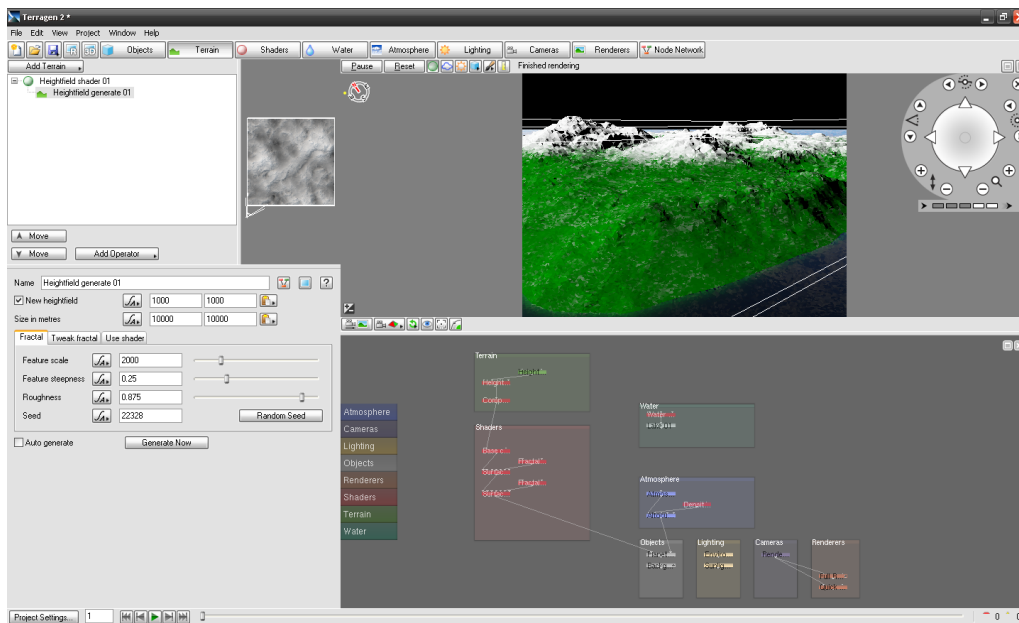 Terragen 2 *
File Edit View Project Window Help
Objects Terrain Shaders Water Atmosphere Lighting Cameras Renderers Node Network
Add Terrain
Pause Reset Finished rendering
Heightfield shader 01
Heightfield generate 01
Move
Move Add Operator
Name Heightfield generate 01 ?
New heightfield 1000 1000
Size in metres 10000 10000
Fractal Tweak fractal Use shader
Feature scale 2000
Feature steepness 0.25
Roughness 0.875
Seed 22328 Random Seed
Auto generate Generate Now
Atmosphere
Cameras
Lighting
Objects
Renderers
Shaders
Terrain
Water
Terrain
Shaders
Water
Atmosphere
Objects Lighting Cameras Renderers
Project Settings... 1 0